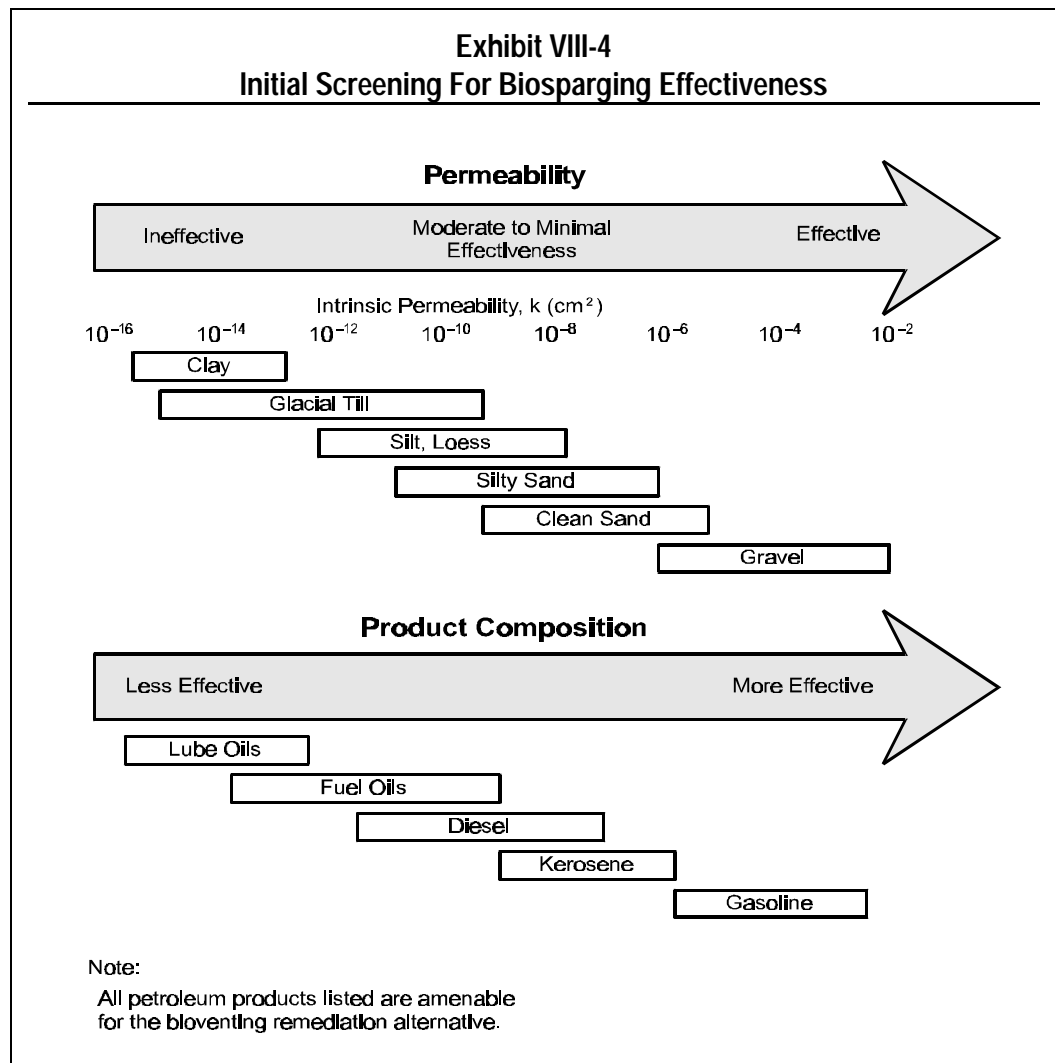 Exhibit VIII-4
Initial Screening For Biosparging Effectiveness
Permeability
Ineffective
Moderate to Minimal
Effectiveness
Effective
Intrinsic Permeability, k (cm²)
10⁻¹⁶ 10⁻¹⁴ 10⁻¹² 10⁻¹⁰ 10⁻⁸ 10⁻⁶ 10⁻⁴ 10⁻²
Clay
Glacial Till
Silt, Loess
Silty Sand
Clean Sand
Gravel
Product Composition
Less Effective
More Effective
Lube Oils
Fuel Oils
Diesel
Kerosene
Gasoline
Note:
All petroleum products listed are amenable
for the bioventing remediation alternative.